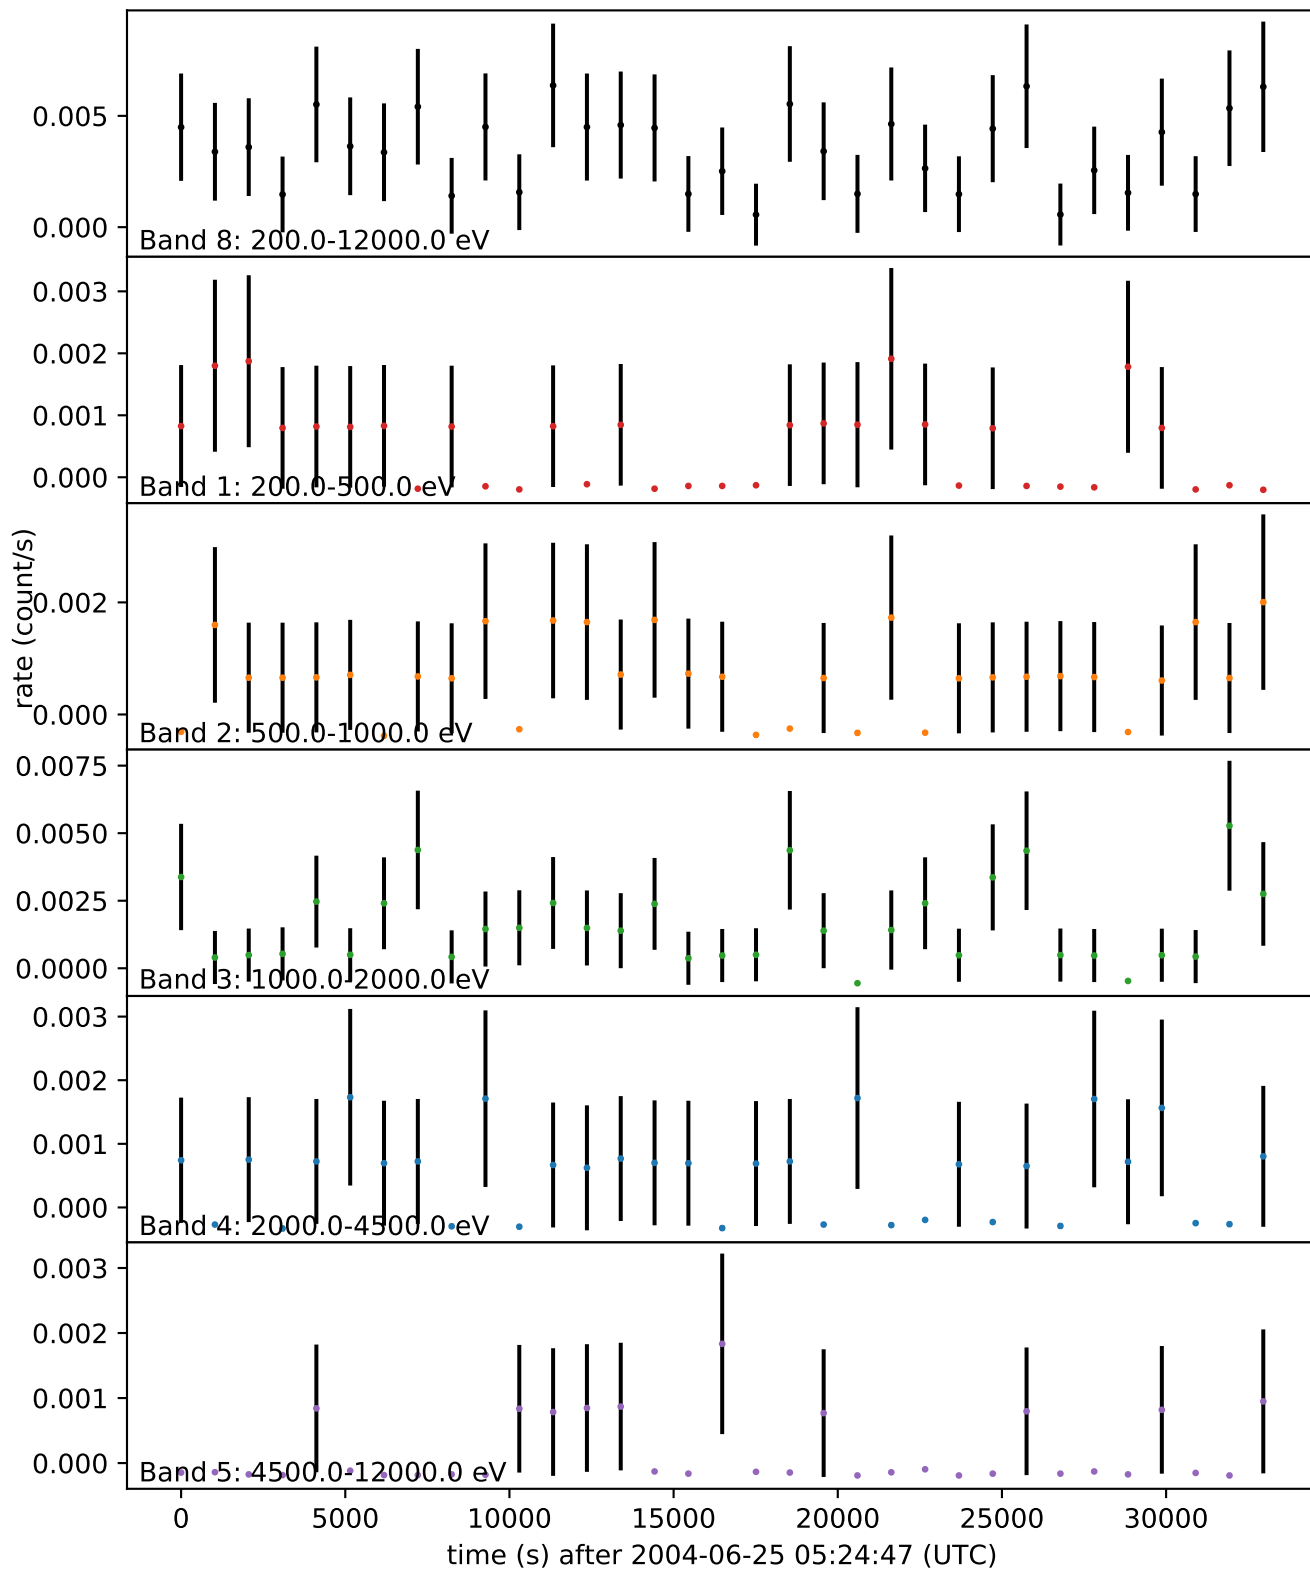 0.005
0.000
Band 8: 200.0-12000.0 eV
0.003
0.002
0.001
0.000
Band 1: 200.0-500.0 eV
rate (count/s)
0.002
0.000
Band 2: 500.0-1000.0 eV
0.0075
0.0050
0.0025
0.0000
Band 3: 1000.0-2000.0 eV
0.003
0.002
0.001
0.000
Band 4: 2000.0-4500.0 eV
0.003
0.002
0.001
0.000
Band 5: 4500.0-12000.0 eV
0 5000 10000 15000 20000 25000 30000
time (s) after 2004-06-25 05:24:47 (UTC)